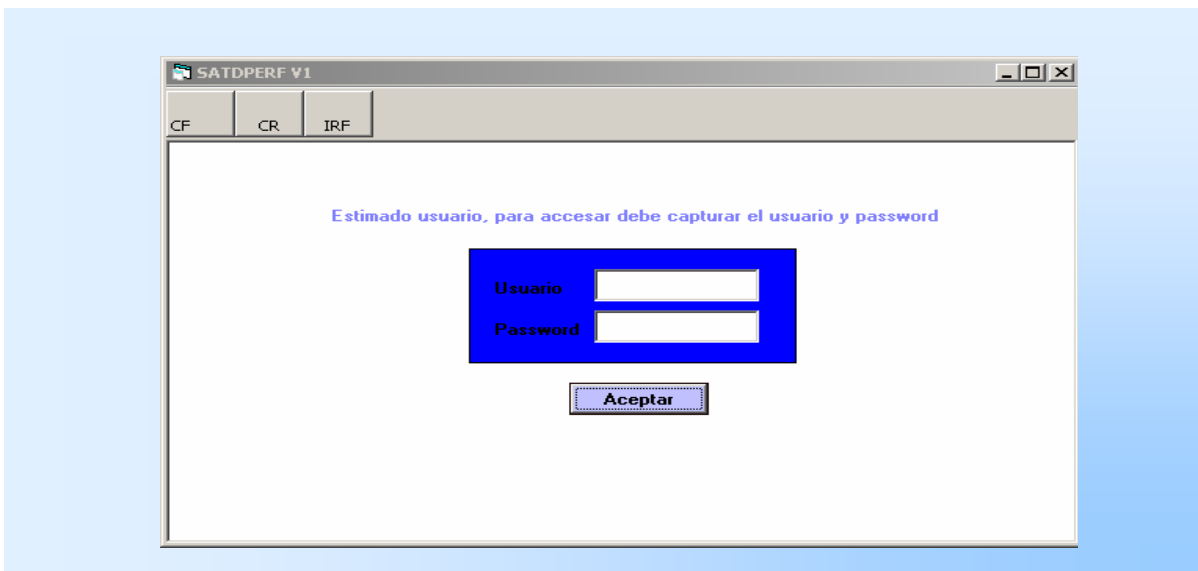 SATDPERF V1
CF CR IRF
Estimado usuario, para accesar debe capturar el usuario y password
Usuario
Password
Aceptar